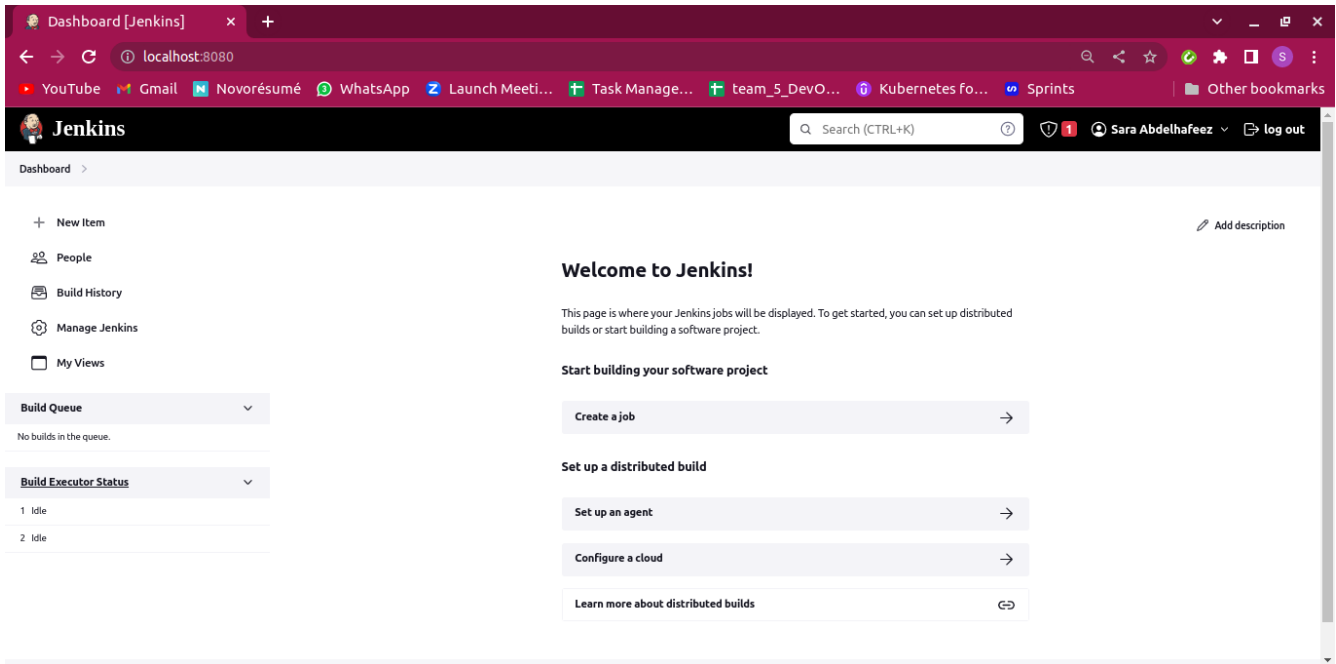 Dashboard [Jenkins]
localhost:8080
S
YouTube Gmail Novorésumé WhatsApp Launch Meeti... Task Manage... team_5_DevO... Kubernetes fo... Sprints Other bookmarks
Jenkins Search (CTRL+K) 1 Sara Abdelhafeez log out
Dashboard
New Item
Add description
People
Build History
Manage Jenkins
My Views
Build Queue
No builds in the queue.
Build Executor Status
1 Idle
2 Idle
Welcome to Jenkins!
This page is where your Jenkins jobs will be displayed. To get started, you can set up distributed
builds or start building a software project.
Start building your software project
Create a job
Set up a distributed build
Set up an agent
Configure a cloud
Learn more about distributed builds